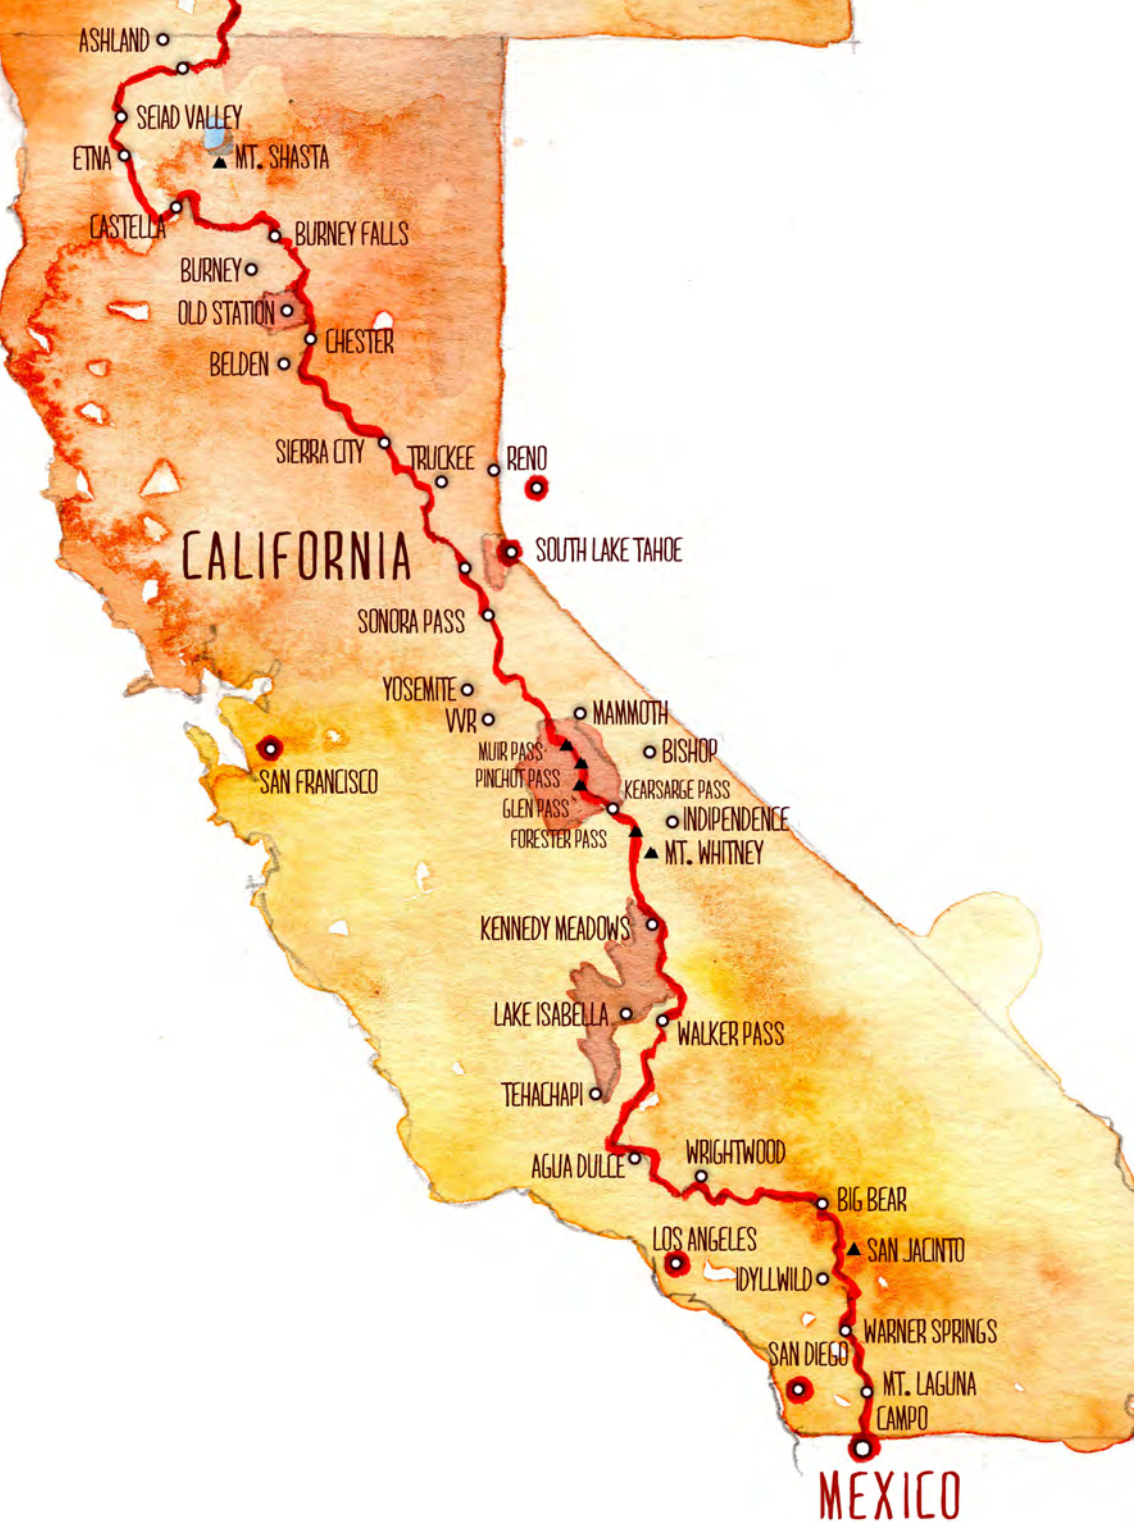 ASHLAND
SEIAD VALLEY
ETNA
MT. SHASTA
CASTELLA
BURNEY FALLS
BURNEY
OLD STATION
CHESTER
BELDEN
SIERRA CITY
TRUCKEE
RENO
CALIFORNIA
SOUTH LAKE TAHOE
SONORA PASS
YOSEMITE
VVR
MAMMOTH
MUIR PASS
BISHOP
PINCHOT PASS
SAN FRANCISCO
KEARSARGE PASS
GLEN PASS
INDIPENDENCE
FORESTER PASS
MT. WHITNEY
KENNEDY MEADOWS
LAKE ISABELLA
WALKER PASS
TEHACHAPI
WRIGHTWOOD
AGUA DULCE
BIG BEAR
LOS ANGELES
SAN JACINTO
IDYLLWILD
WARNER SPRINGS
SAN DIEGO
MT. LAGUNA
CAMPO
MEXICO